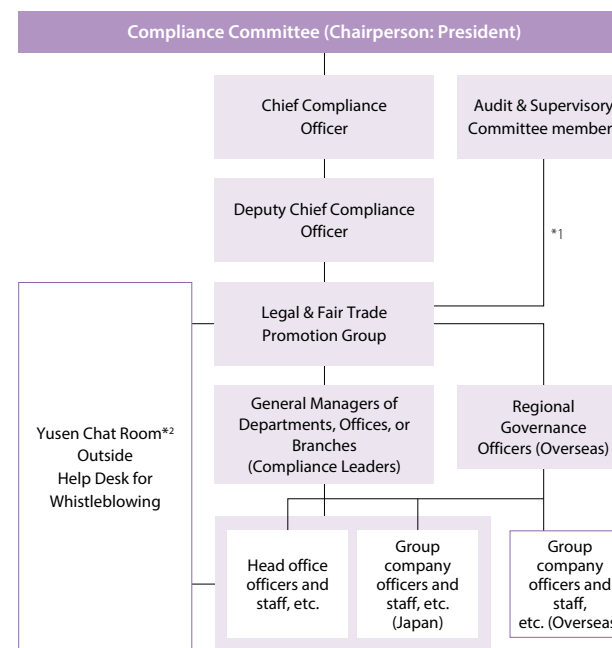 Compliance Committee (Chairperson: President)
Chief Compliance
Officer
Audit & Supervisory
Committee member
Deputy Chief Compliance
Officer
*1
Legal & Fair Trade
Promotion Group
Yusen Chat Room*2
Outside
Help Desk for
Whistleblowing
General Managers of
Departments, Offices, or
Branches
(Compliance Leaders)
Regional
Governance
Officers (Overseas)
Head office
officers and
staff, etc.
Group
company
officers and
staff, etc.
(Japan)
Group
company
officers and
staff,
etc. (Overseas